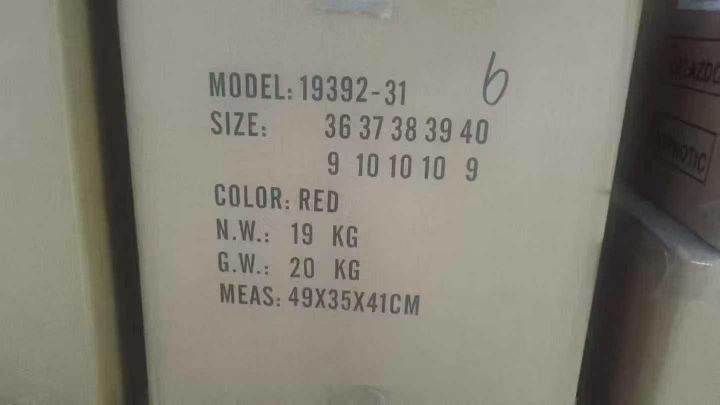 MODEL: 19392-31 6
SIZE: 36 37 38 39 40
9 10 10 10 9
COLOR: RED
N.W.: 19 KG
G.W.: 20 KG
MEAS: 49X35X41CM